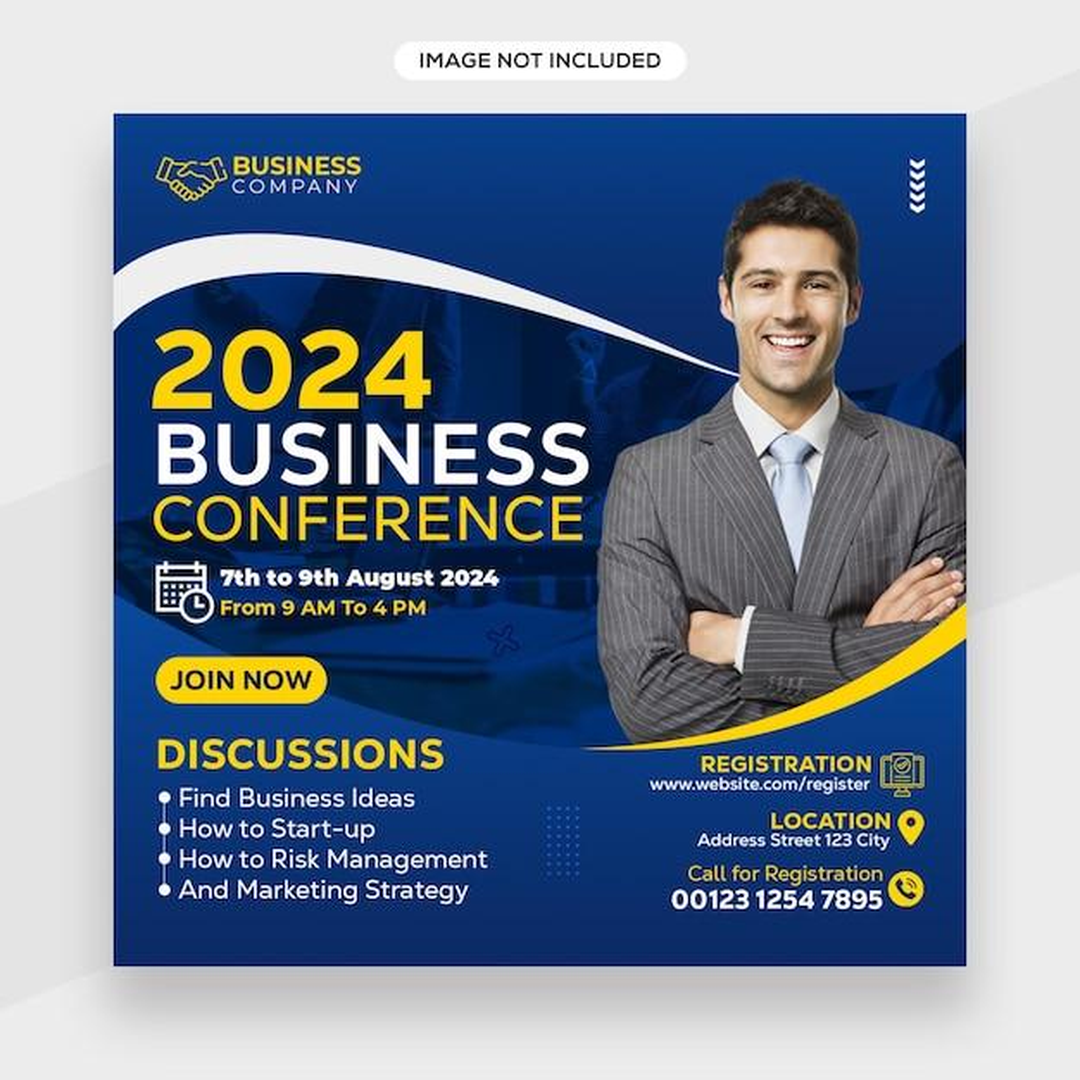 IMAGE NOT INCLUDED
BUSINESS
COMPANY
2024
BUSINESS
CONFERENCE
7th to 9th August 2024
From 9 AM To 4 PM
JOIN NOW
DISCUSSIONS
Find Business Ideas
How to Start-up
How to Risk Management
And Marketing Strategy
REGISTRATION
www.website.com/register
LOCATION
Address Street 123 City
Call for Registration
00123 1254 7895